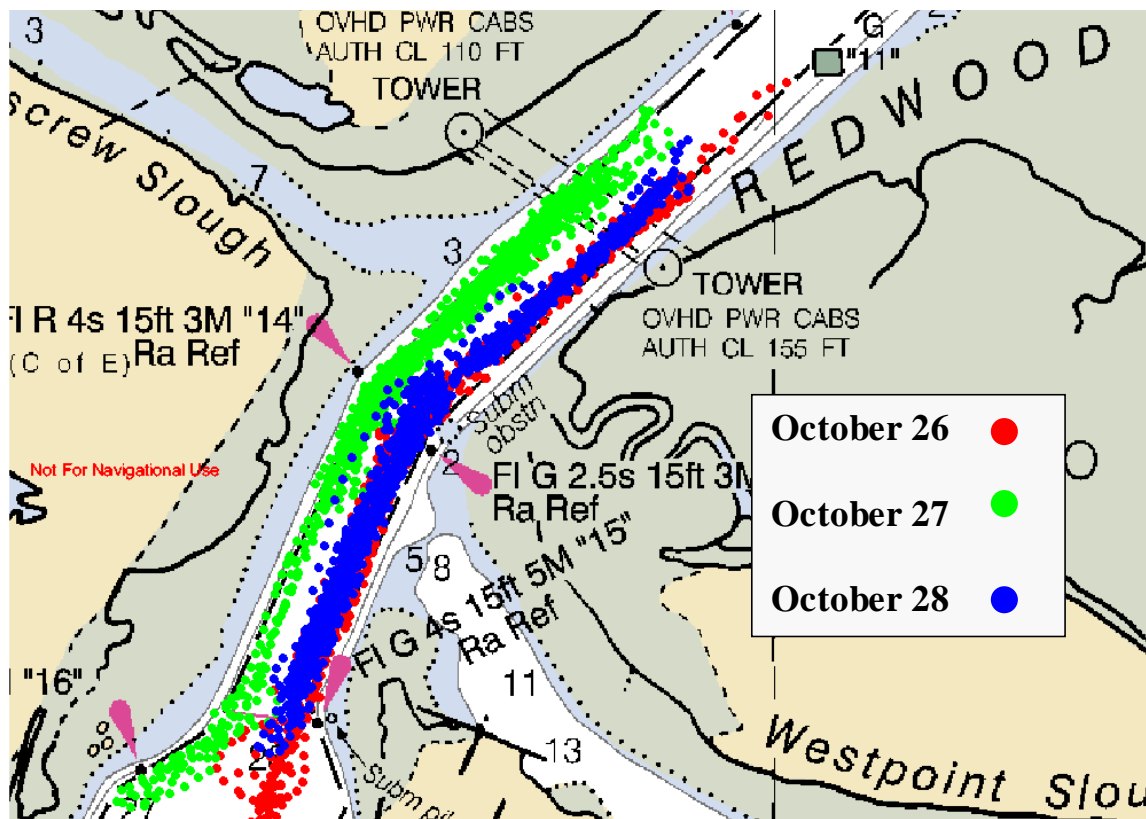 3
OVHD PWR CABS
AUTH CL 110 FT
TOWER
G
"11"
REDWOOD
screw Slough
1
3
TOWER
OVHD PWR CABS
AUTH CL 155 FT
Fl R 4s 15ft 3M "14"
(C of E) Ra Ref
Subm
obstn
2
Fl G 2.5s 15ft 3M
Ra Ref
Not For Navigational Use
October 26
October 27
October 28
5
8
Fl G 4s 15ft 5M "15"
Ra Ref
11
"16"
13
Subm pil
Westpoint Slou